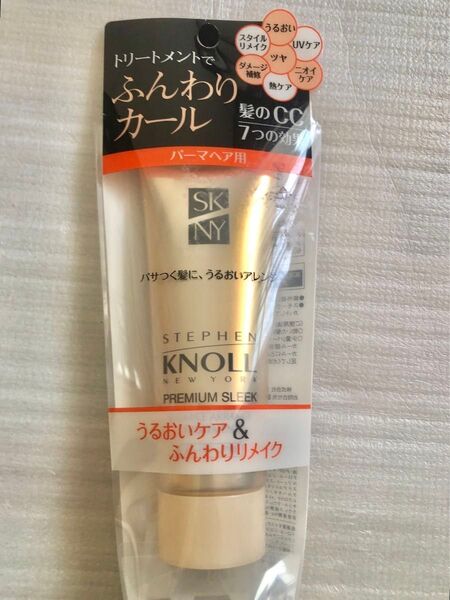 トリートメントで
ふんわり
カール
うるおい
スタイル
リメイク
UVケア
ツヤ
ダメージ
補修
ニオイ
ケア
熱ケア
髪のCC
7つの効果
パーマヘア用
SK
NY
パサつく髪に、うるおいアレンジ
STEPHEN
KNOLL
NEW YORK
PREMIUM SLEEK
うるおいケア &
ふんわりリメイク